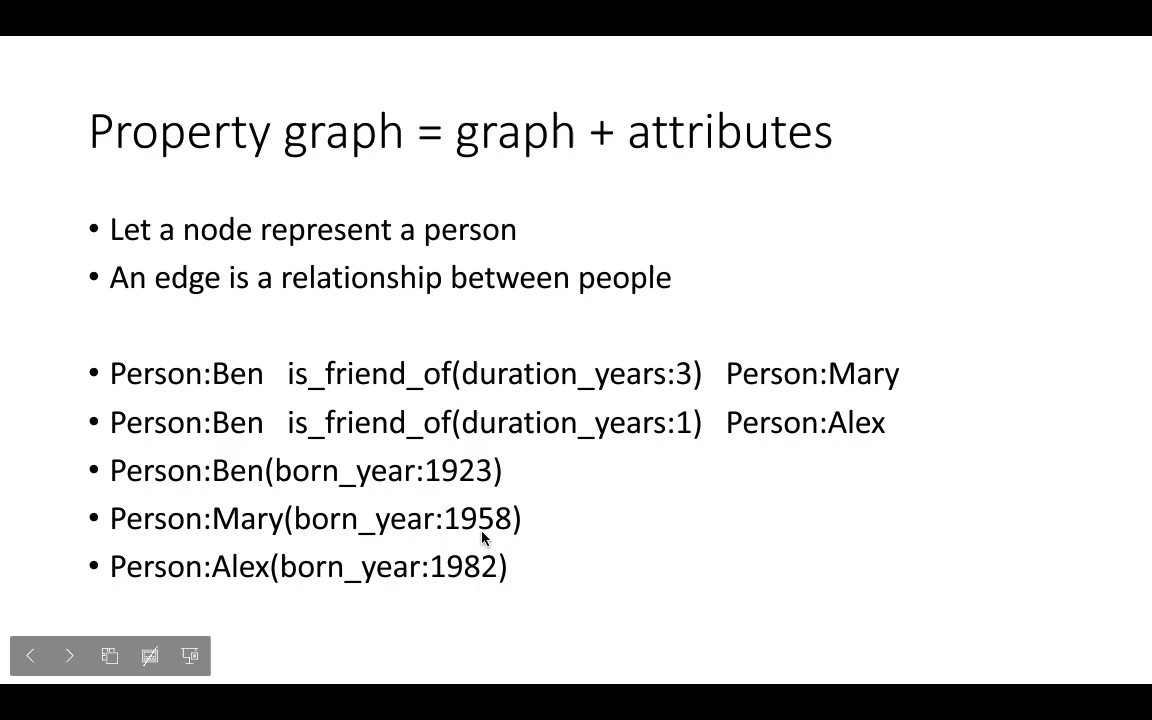 Property graph = graph + attributes
• Let a node represent a person
• An edge is a relationship between people
• Person:Ben is_friend_of(duration_years:3) Person:Mary
• Person:Ben is_friend_of(duration_years:1) Person:Alex
• Person:Ben(born_year:1923)
• Person:Mary(born_year:1958)
• Person:Alex(born_year:1982)